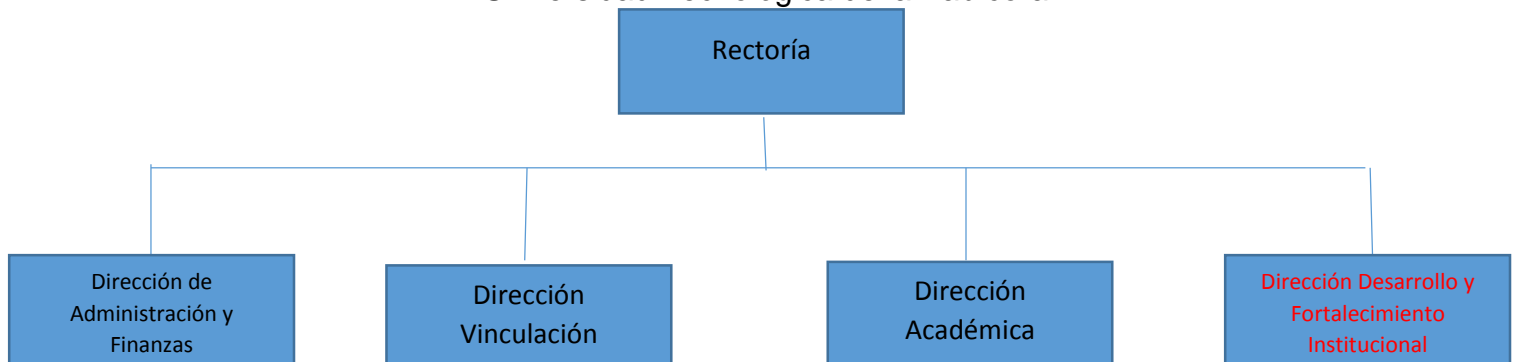 Rectoría
Dirección de
Administración y
Finanzas
Dirección
Vinculación
Dirección
Académica
Dirección Desarrollo y
Fortalecimiento
Institucional